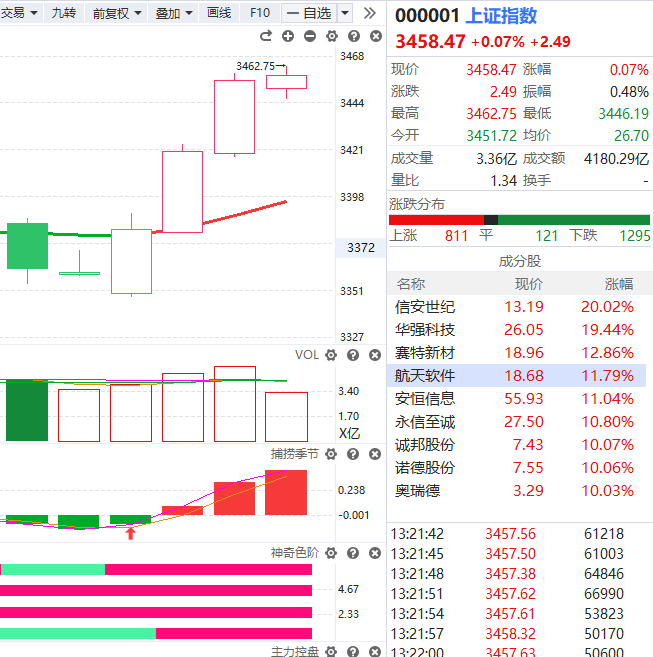 交易 九转 前复权 叠加 画线 F10 一 自选
000001 上证指数
3458.47 +0.07% +2.49
现价 3458.47 涨幅 0.07%
涨跌 2.49 振幅 0.48%
最高 3462.75 最低 3446.19
今开 3451.72 均价 26.70
成交量 3.36亿 成交额 4180.29亿
量比 1.34 换手 -
涨跌分布
上涨 811 平 121 下跌 1295
成分股
名称 现价 涨幅
信安世纪 13.19 20.02%
华强科技 26.05 19.44%
赛特新材 18.96 12.86%
航天软件 18.68 11.79%
安恒信息 55.93 11.04%
永信至诚 27.50 10.80%
诚邦股份 7.43 10.07%
诺德股份 7.55 10.06%
奥瑞德 3.29 10.03%
13:21:42 3457.56 61218
13:21:45 3457.50 61003
13:21:48 3457.38 64846
13:21:51 3457.62 66990
13:21:54 3457.61 53823
13:21:57 3458.32 50170
13:22:00 3457.63 50600
3462.75
3468
3444
3421
3398
3372
3351
3327
VOL
3.40
1.70
X亿
捕捞季节
0.238
-0.001
神奇色阶
4.67
2.33
主力控盘